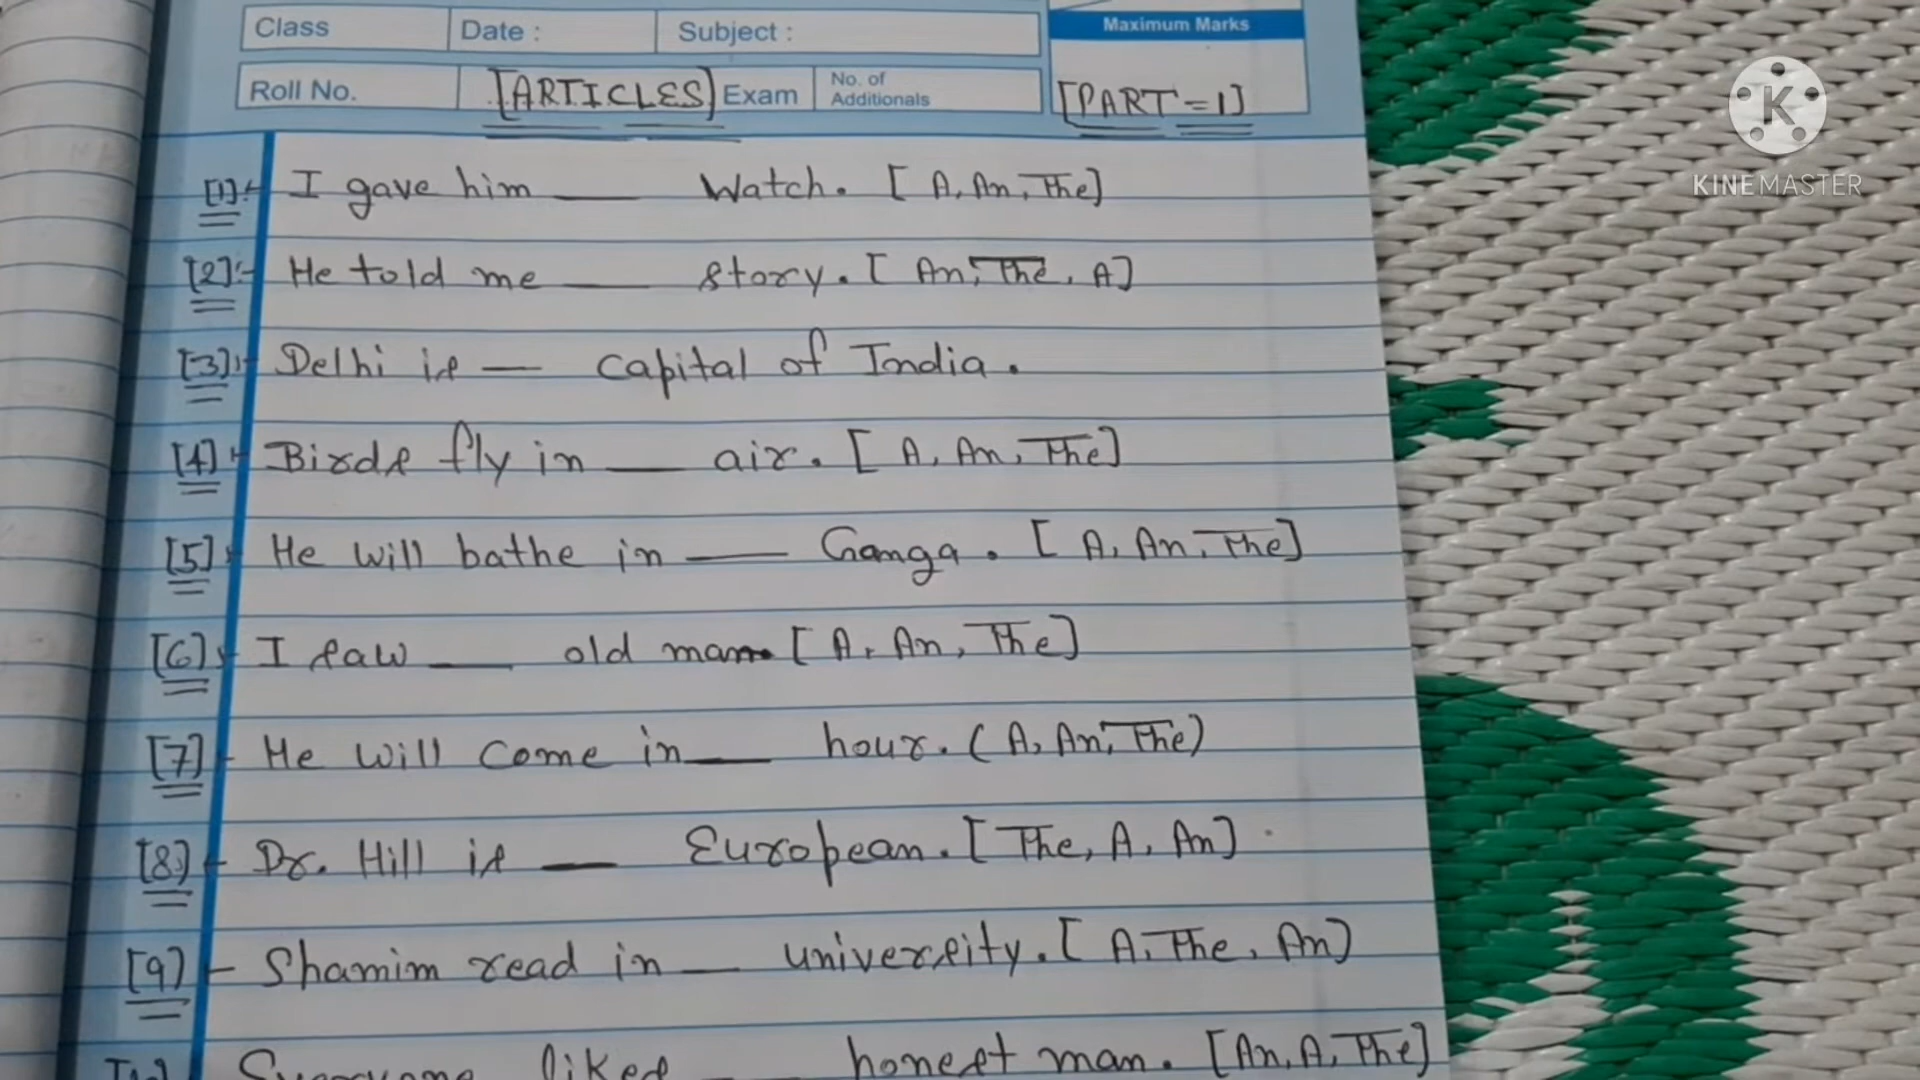 Class Date : Subject : Maximum Marks
Roll No. [ARTICLES] Exam No. of Additionals [PART=1]
K
KINEMASTER
[1]:- I gave him ___ Watch. [A, An, The]
[2]:- He told me ___ story. [An, The, A]
[3]:- Delhi is ___ capital of India.
[4]:- Birds fly in ___ air. [A, An, The]
[5]:- He will bathe in ___ Ganga. [A, An, The]
[6]:- I saw ___ old man. [A, An, The]
[7]- He will come in ___ hour. (A, An, The)
[8]- Dr. Hill is ___ European. [The, A, An]
[9]- Shamim read in ___ university. [A, The, An]
likes ___ honest man. [An, A, The]